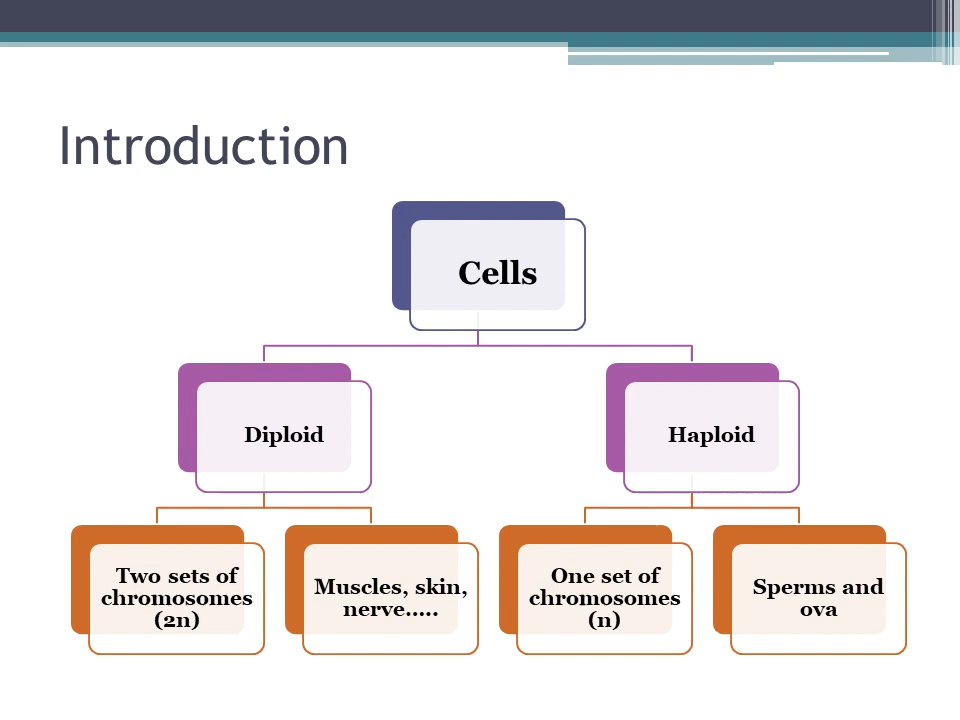 Introduction
Cells
Diploid
Haploid
Two sets of
chromosomes
(2n)
Muscles, skin,
nerve.....
One set of
chromosomes
(n)
Sperms and
ova